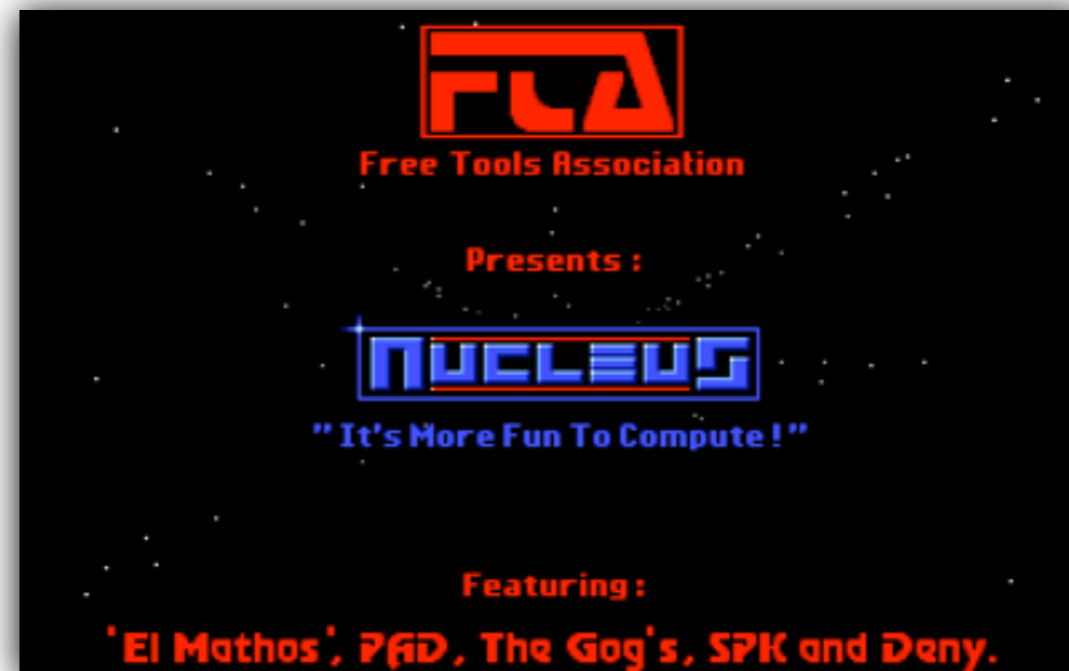 FTA
Free Tools Association
Presents :
NUCLEUS
"It's More Fun To Compute!"
Featuring :
'El Mathos', PAD, The Gog's, SPK and Deny.